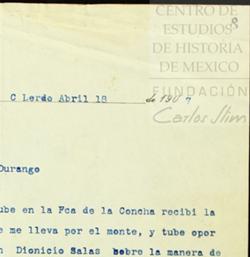 CENTRO DE
ESTUDIOS
DE HISTORIA
DE MEXICO
FUNDACIÓN
Carlos Slim
8
C Lerdo Abril 18 de 1907
Durango
ube en la Fca de la Concha recibi la
e me lleva por el monte, y tube opor
n Dionicio Salas sobre la manera de